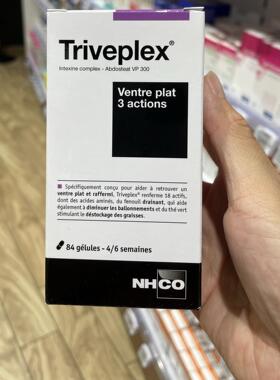 Triveplex®
Intexine complex - Abdosteat VP 300
Ventre plat
3 actions
• Spécifiquement conçu pour aider à retrouver un
ventre plat et raffermi, Triveplex® renferme 18 actifs,
dont des acides aminés, du fenouil drainant, qui aide
également à diminuer les ballonnements et du thé vert
stimulant le déstockage des graisses.
84 gélules - 4/6 semaines
NHCO